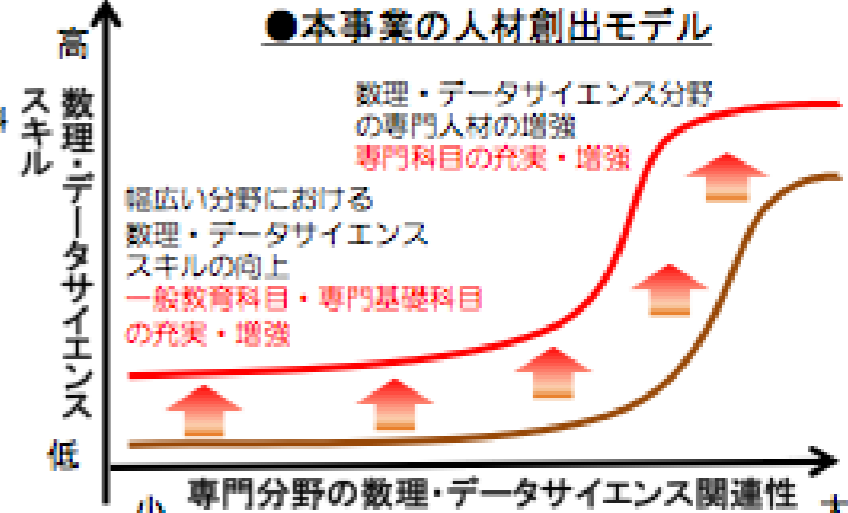 ●本事業の人材創出モデル
高
数理・データサイエンス
スキル
数理・データサイエンス分野
の専門人材の増強
専門科目の充実・増強
幅広い分野における
数理・データサイエンス
スキルの向上
一般教育科目・専門基礎科目
の充実・増強
低
小
専門分野の数理・データサイエンス関連性
大